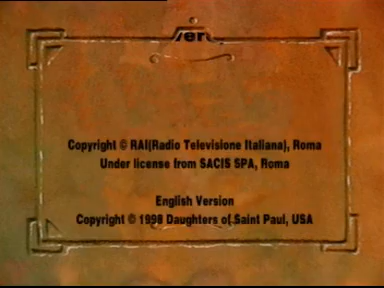 Copyright © RAI(Radio Televisione Italiana), Roma
Under license from SACIS SPA, Roma
English Version
Copyright © 1998 Daughters of Saint Paul, USA